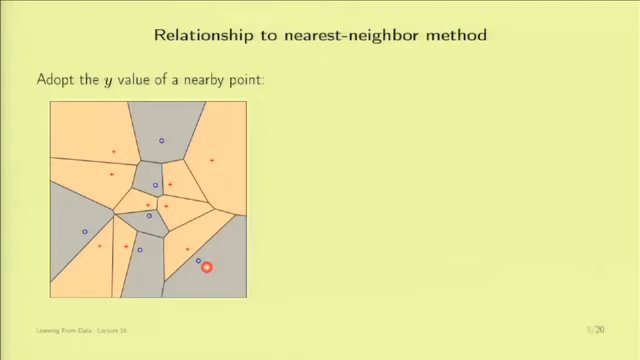 Relationship to nearest-neighbor method
Adopt the y value of a nearby point:
Learning From Data - Lecture 16
9/20